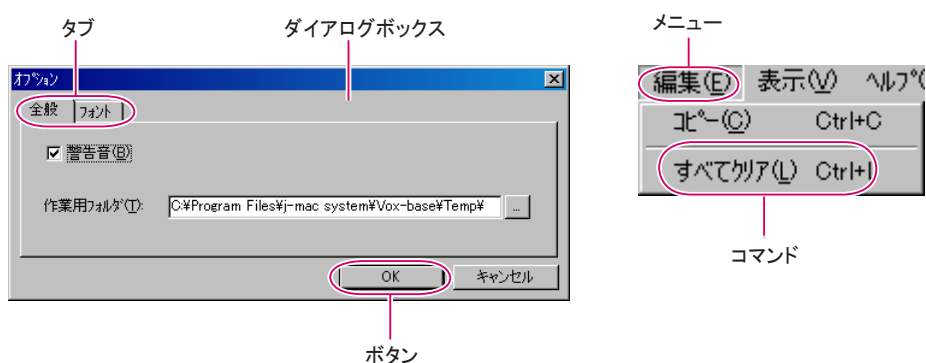 タブ
ダイアログボックス
メニュー
ｵﾌﾟｼｮﾝ
全般
ﾌｫﾝﾄ
警告音(B)
作業用ﾌｫﾙﾀﾞ(T):
C:¥Program Files¥j-mac system¥Vox-base¥Temp¥
...
OK
ｷｬﾝｾﾙ
ボタン
編集(E) 表示(V) ﾍﾙﾌﾟ(
ｺﾋﾟｰ(C) Ctrl+C
すべてｸﾘｱ(L) Ctrl+
コマンド